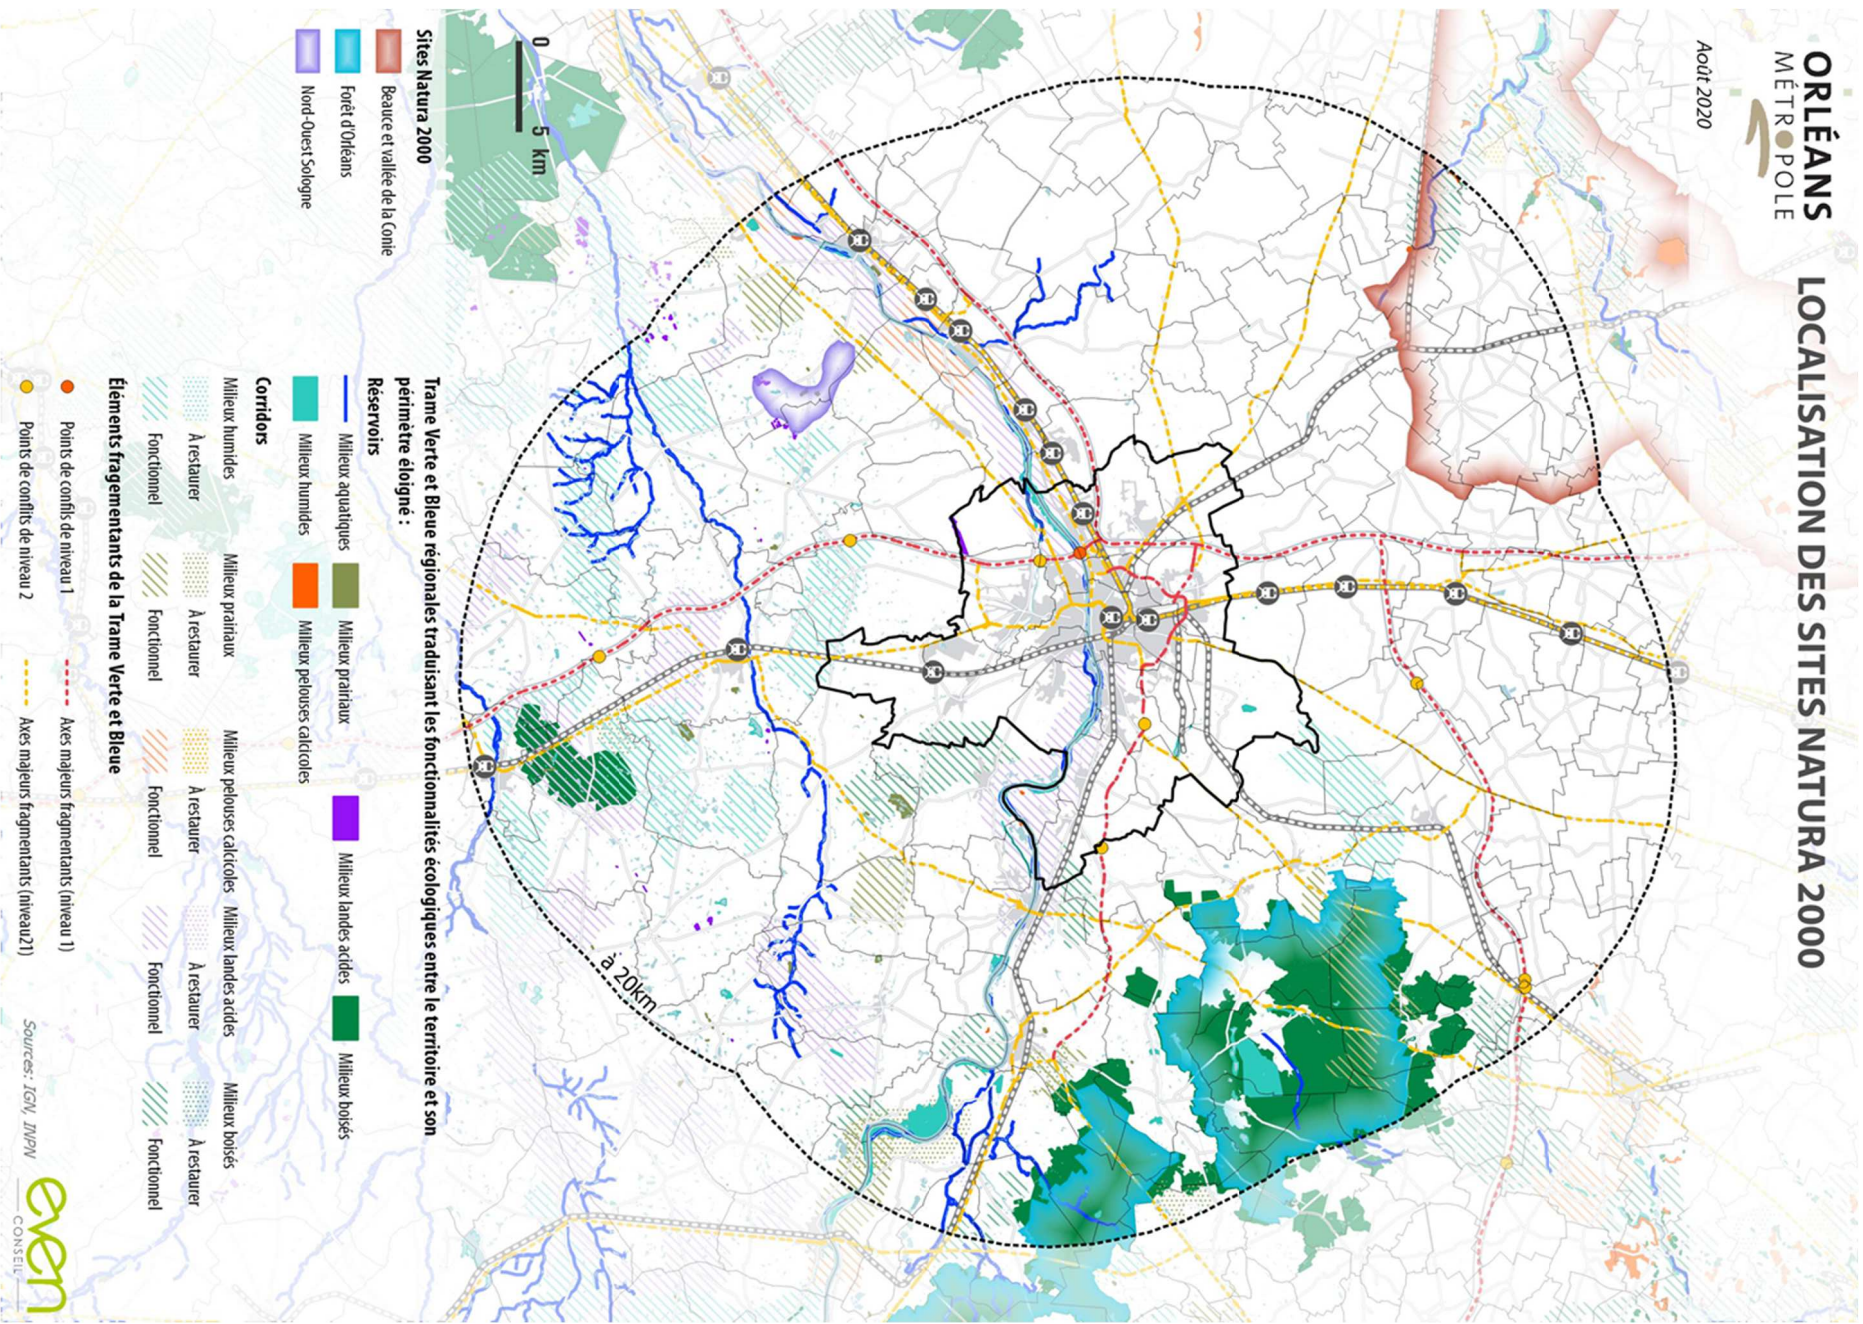 ORLÉANS
MÉTROPOLE
LOCALISATION DES SITES NATURA 2000
Août 2020
à 20km
0
5 km
Sites Natura 2000
Beauce et vallée de la Conie
Forêt d'Orléans
Nord-Ouest Sologne
Trame Verte et Bleue régionales traduisant les fonctionnalités écologiques entre le territoire et son
périmètre éloigné :
Réservoirs
Milieux aquatiques
Milieux prairiaux
Milieux landes acides
Milieux boisés
Milieux humides
Milieux pelouses calcicoles
Corridors
Milieux humides
Milieux prairiaux
Milieux pelouses calcicoles
Milieux landes acides
Milieux boisés
À restaurer
À restaurer
À restaurer
À restaurer
À restaurer
Fonctionnel
Fonctionnel
Fonctionnel
Fonctionnel
Fonctionnel
Éléments fragementants de la Trame Verte et Bleue
Points de confils de niveau 1
Axes majeurs fragmentants (niveau 1)
Points de conflits de niveau 2
Axes majeurs fragmentants (niveau21)
Sources : IGN, INPN
even
CONSEIL